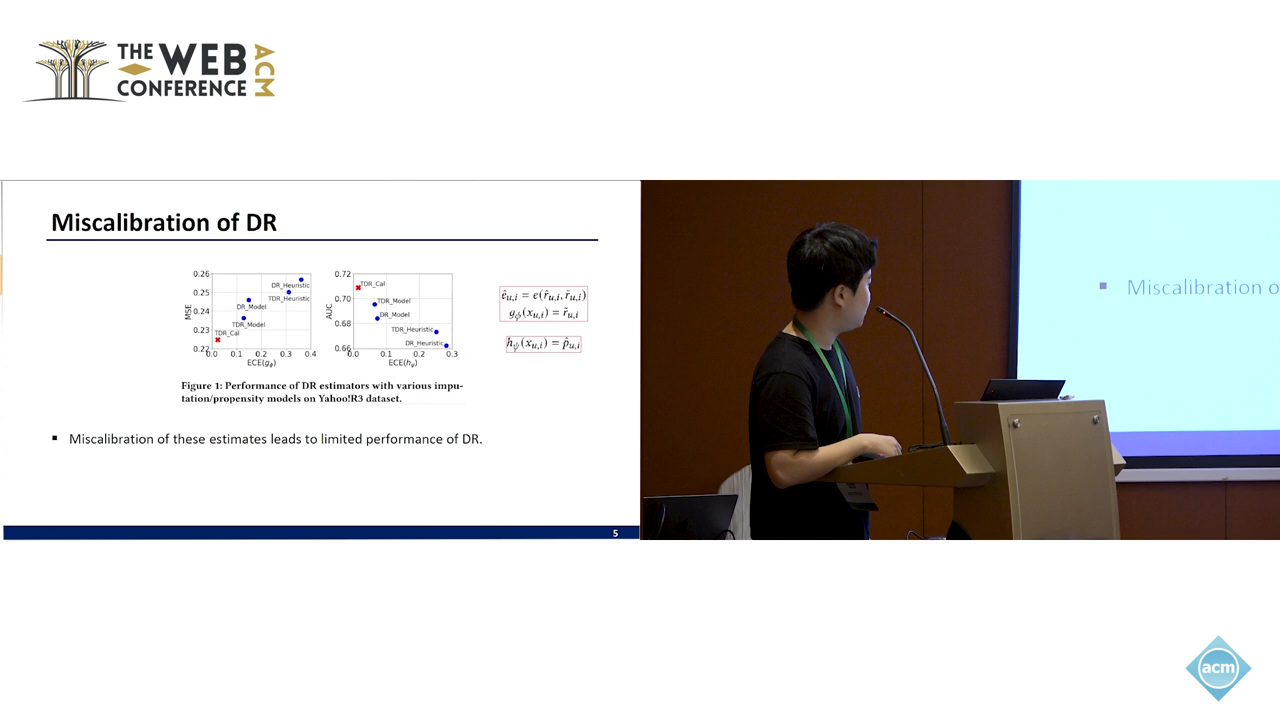 THE WEB
CONFERENCE
ACM
Miscalibration of DR
0.26
0.25
0.24
0.23
0.22
MSE
DR_Heuristic
TDR_Heuristic
DR_Model
TDR_Model
TDR_Cal
0.0 0.1 0.2 0.3 0.4
ECE(gϕ)
0.72
0.70
0.68
0.66
AUC
TDR_Cal
TDR_Model
DR_Model
TDR_Heuristic
DR_Heuristic
0.0 0.1 0.2 0.3
ECE(hψ)
ê_{u,i} = e(r̂_{u,i}, r̃_{u,i})
g_ϕ(x_{u,i}) = r̃_{u,i}
h_ψ(x_{u,i}) = p̂_{u,i}
Figure 1: Performance of DR estimators with various impu-
tation/propensity models on Yahoo!R3 dataset.
▪ Miscalibration of these estimates leads to limited performance of DR.
5
▪ Miscalibration o
acm